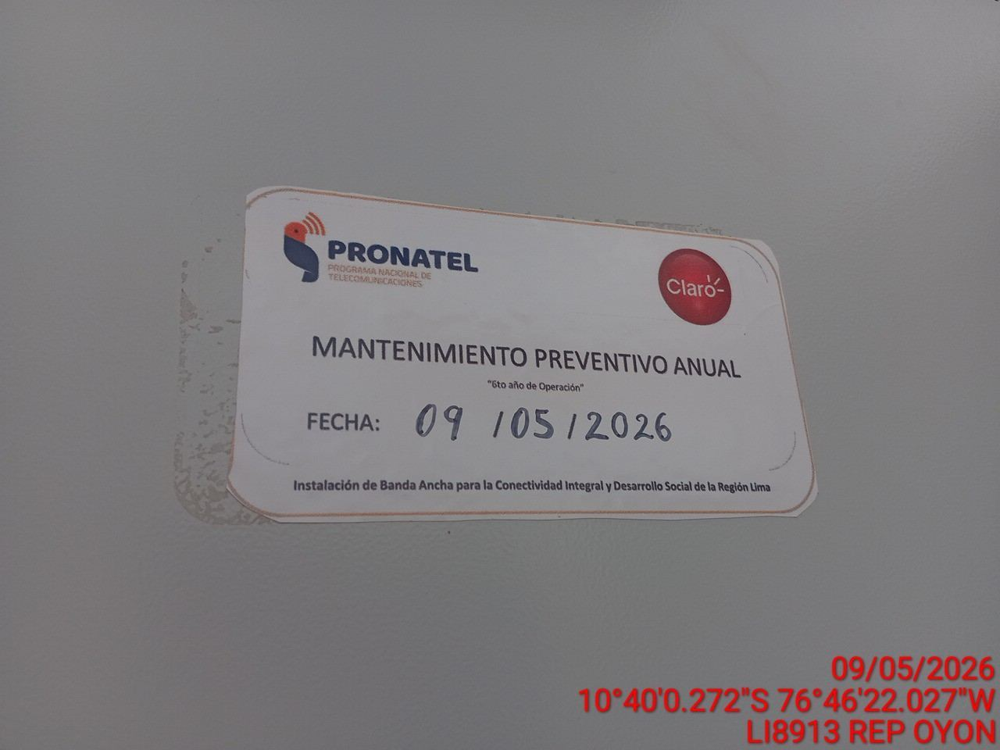 PRONATEL
PROGRAMA NACIONAL DE
TELECOMUNICACIONES
Claro
MANTENIMIENTO PREVENTIVO ANUAL
"6to año de Operación"
FECHA: 09 / 05 / 2026
Instalación de Banda Ancha para la Conectividad Integral y Desarrollo Social de la Región Lima
09/05/2026
10°40'0.272"S 76°46'22.027"W
LI8913 REP OYON